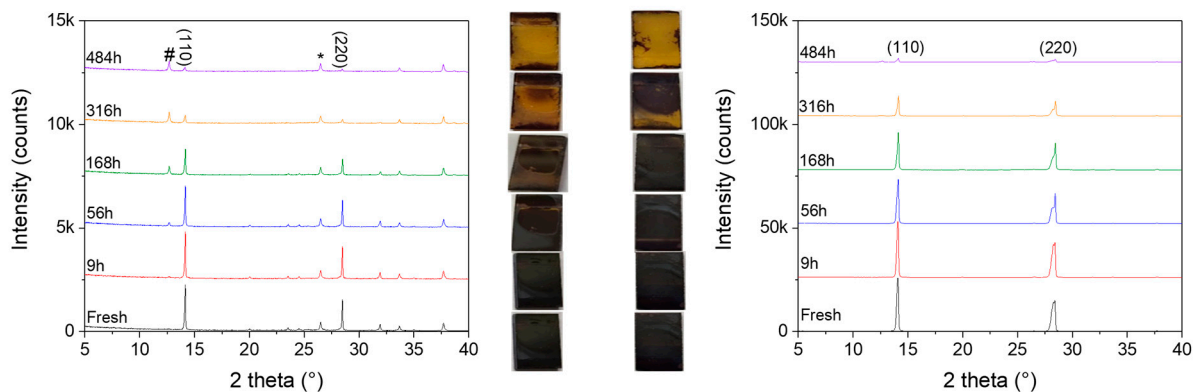 15k
10k
5k
0
Intensity (counts)
484h
316h
168h
56h
9h
Fresh
#
(110)
*
(220)
5 10 15 20 25 30 35 40
2 theta (°)
150k
100k
50k
0
Intensity (counts)
484h
316h
168h
56h
9h
Fresh
(110)
(220)
5 10 15 20 25 30 35 40
2 theta (°)